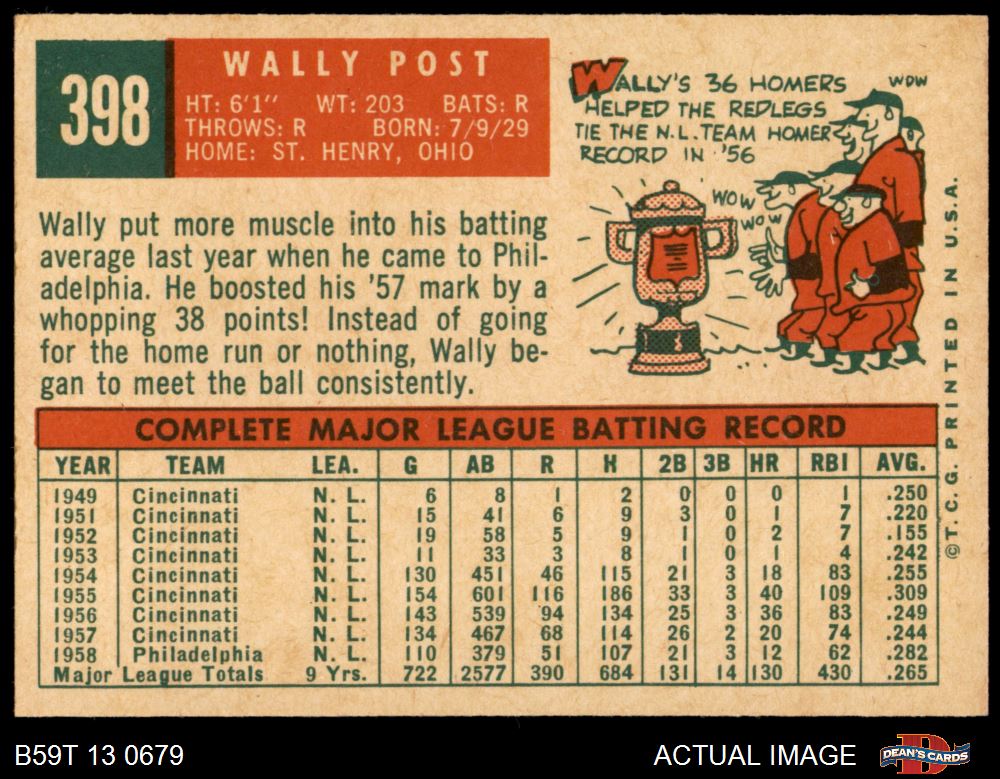 398
WALLY POST
HT: 6'1" WT: 203 BATS: R
THROWS: R BORN: 7/9/29
HOME: ST. HENRY, OHIO
WALLY'S 36 HOMERS
HELPED THE REDLEGS
TIE THE N.L. TEAM HOMER
RECORD IN '56
WOW
WOW
WOW
Wally put more muscle into his batting
average last year when he came to Phil-
adelphia. He boosted his '57 mark by a
whopping 38 points! Instead of going
for the home run or nothing, Wally be-
gan to meet the ball consistently.
COMPLETE MAJOR LEAGUE BATTING RECORD
YEAR TEAM LEA. G AB R H 2B 3B HR RBI AVG.
1949 Cincinnati N. L. 6 8 1 2 0 0 0 1 .250
1951 Cincinnati N. L. 15 41 6 9 3 0 1 7 .220
1952 Cincinnati N. L. 19 58 5 9 1 0 2 7 .155
1953 Cincinnati N. L. 11 33 3 8 1 0 1 4 .242
1954 Cincinnati N. L. 130 451 46 115 21 3 18 83 .255
1955 Cincinnati N. L. 154 601 116 186 33 3 40 109 .309
1956 Cincinnati N. L. 143 539 94 134 25 3 36 83 .249
1957 Cincinnati N. L. 134 467 68 114 26 2 20 74 .244
1958 Philadelphia N. L. 110 379 51 107 21 3 12 62 .282
Major League Totals 9 Yrs. 722 2577 390 684 131 14 130 430 .265
© T. C. G. PRINTED IN U.S.A.
B59T 13 0679
ACTUAL IMAGE
DEAN'S CARDS